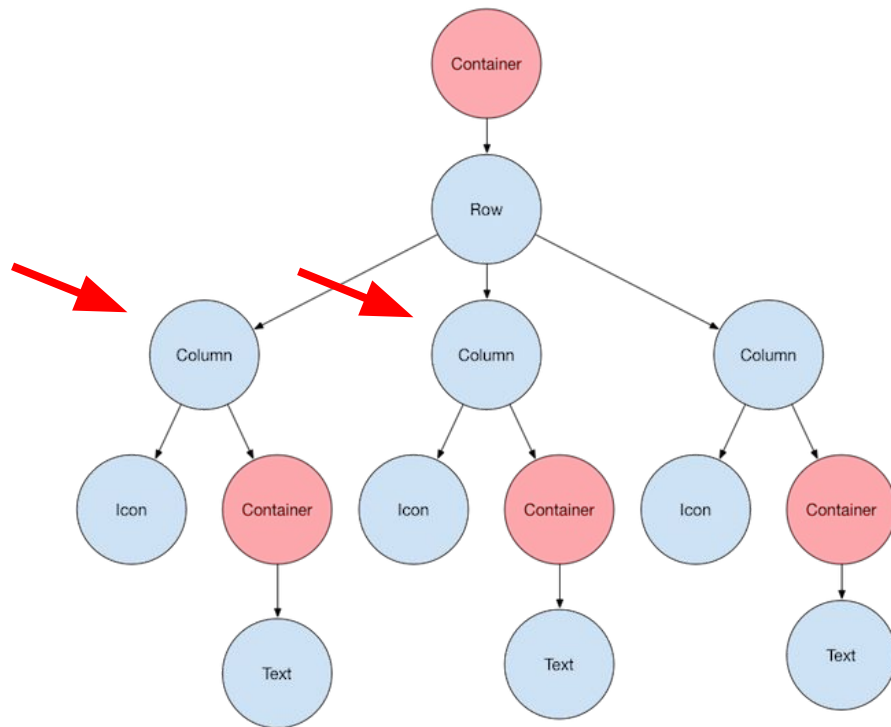 Container
Row
Column
Column
Column
Icon
Container
Icon
Container
Icon
Container
Text
Text
Text